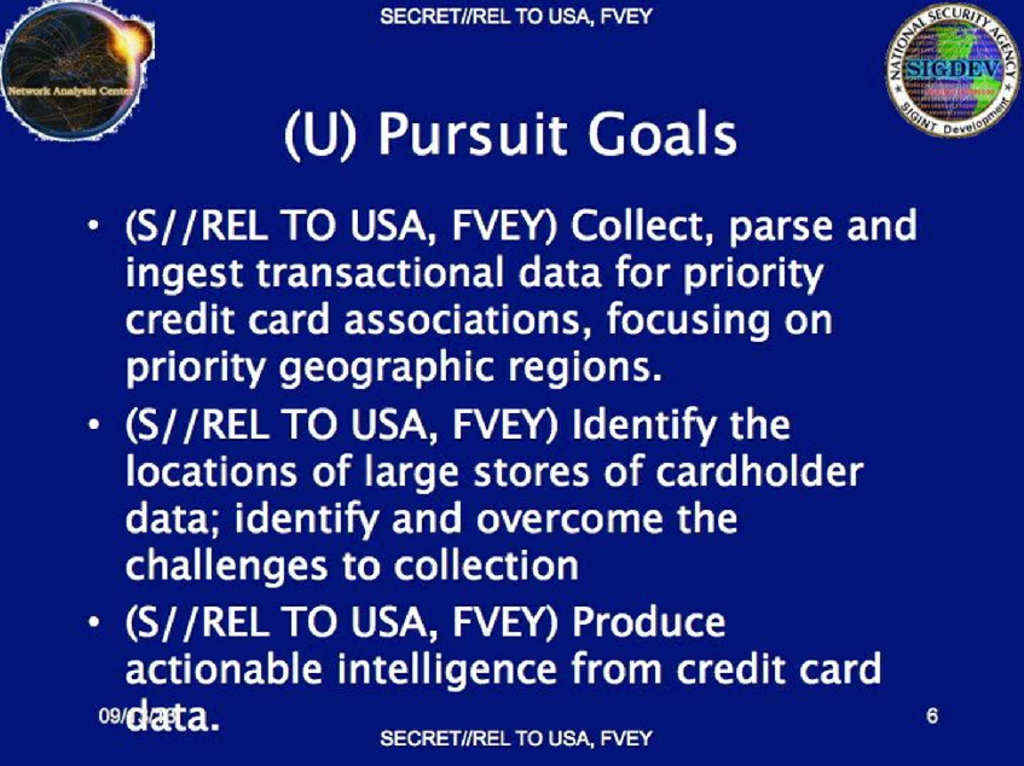 SECRET//REL TO USA, FVEY
Network Analysis Center
NATIONAL SECURITY AGENCY
SIGDEV
SIGINT Development
(U) Pursuit Goals
• (S//REL TO USA, FVEY) Collect, parse and
ingest transactional data for priority
credit card associations, focusing on
priority geographic regions.
• (S//REL TO USA, FVEY) Identify the
locations of large stores of cardholder
data; identify and overcome the
challenges to collection
• (S//REL TO USA, FVEY) Produce
actionable intelligence from credit card
data.
6
SECRET//REL TO USA, FVEY